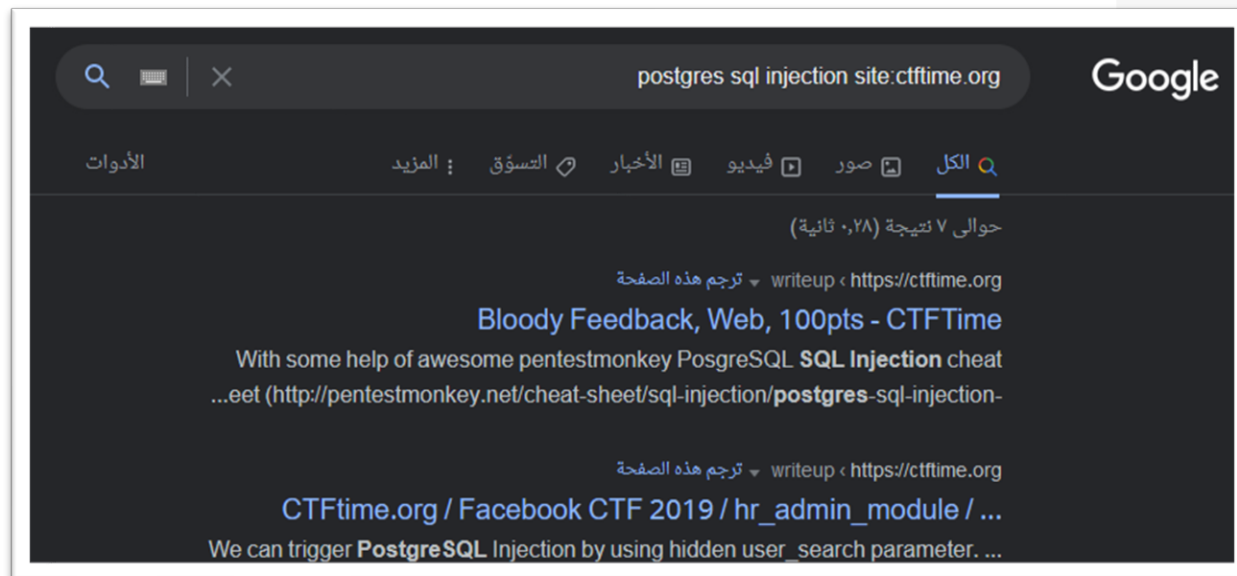 Google
postgres sql injection site:ctftime.org
الكل صور فيديو الأخبار التسوّق المزيد الأدوات
حوالى ٧ نتيجة (٠,٢٨ ثانية)
https://ctftime.org › writeup ترجم هذه الصفحة
Bloody Feedback, Web, 100pts - CTFTime
With some help of awesome pentestmonkey PosgreSQL SQL Injection cheat
...eet (http://pentestmonkey.net/cheat-sheet/sql-injection/postgres-sql-injection-
https://ctftime.org › writeup ترجم هذه الصفحة
CTFtime.org / Facebook CTF 2019 / hr_admin_module / ...
We can trigger PostgreSQL Injection by using hidden user_search parameter. ...